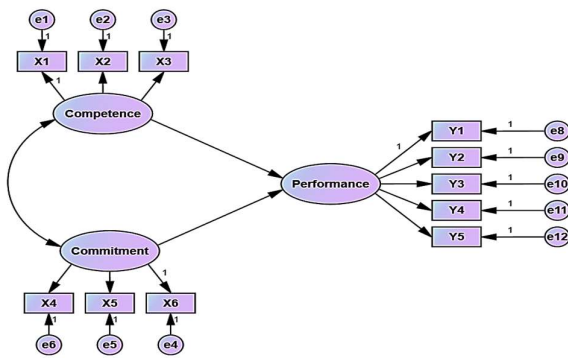 e1 e2 e3
1 1 1
X1 X2 X3
1
Competence
Y1 1 e8
1
Y2 1 e9
Performance Y3 1 e10
Y4 1 e11
Y5 1 e12
Commitment
1
X4 X5 X6
1 1 1
e6 e5 e4